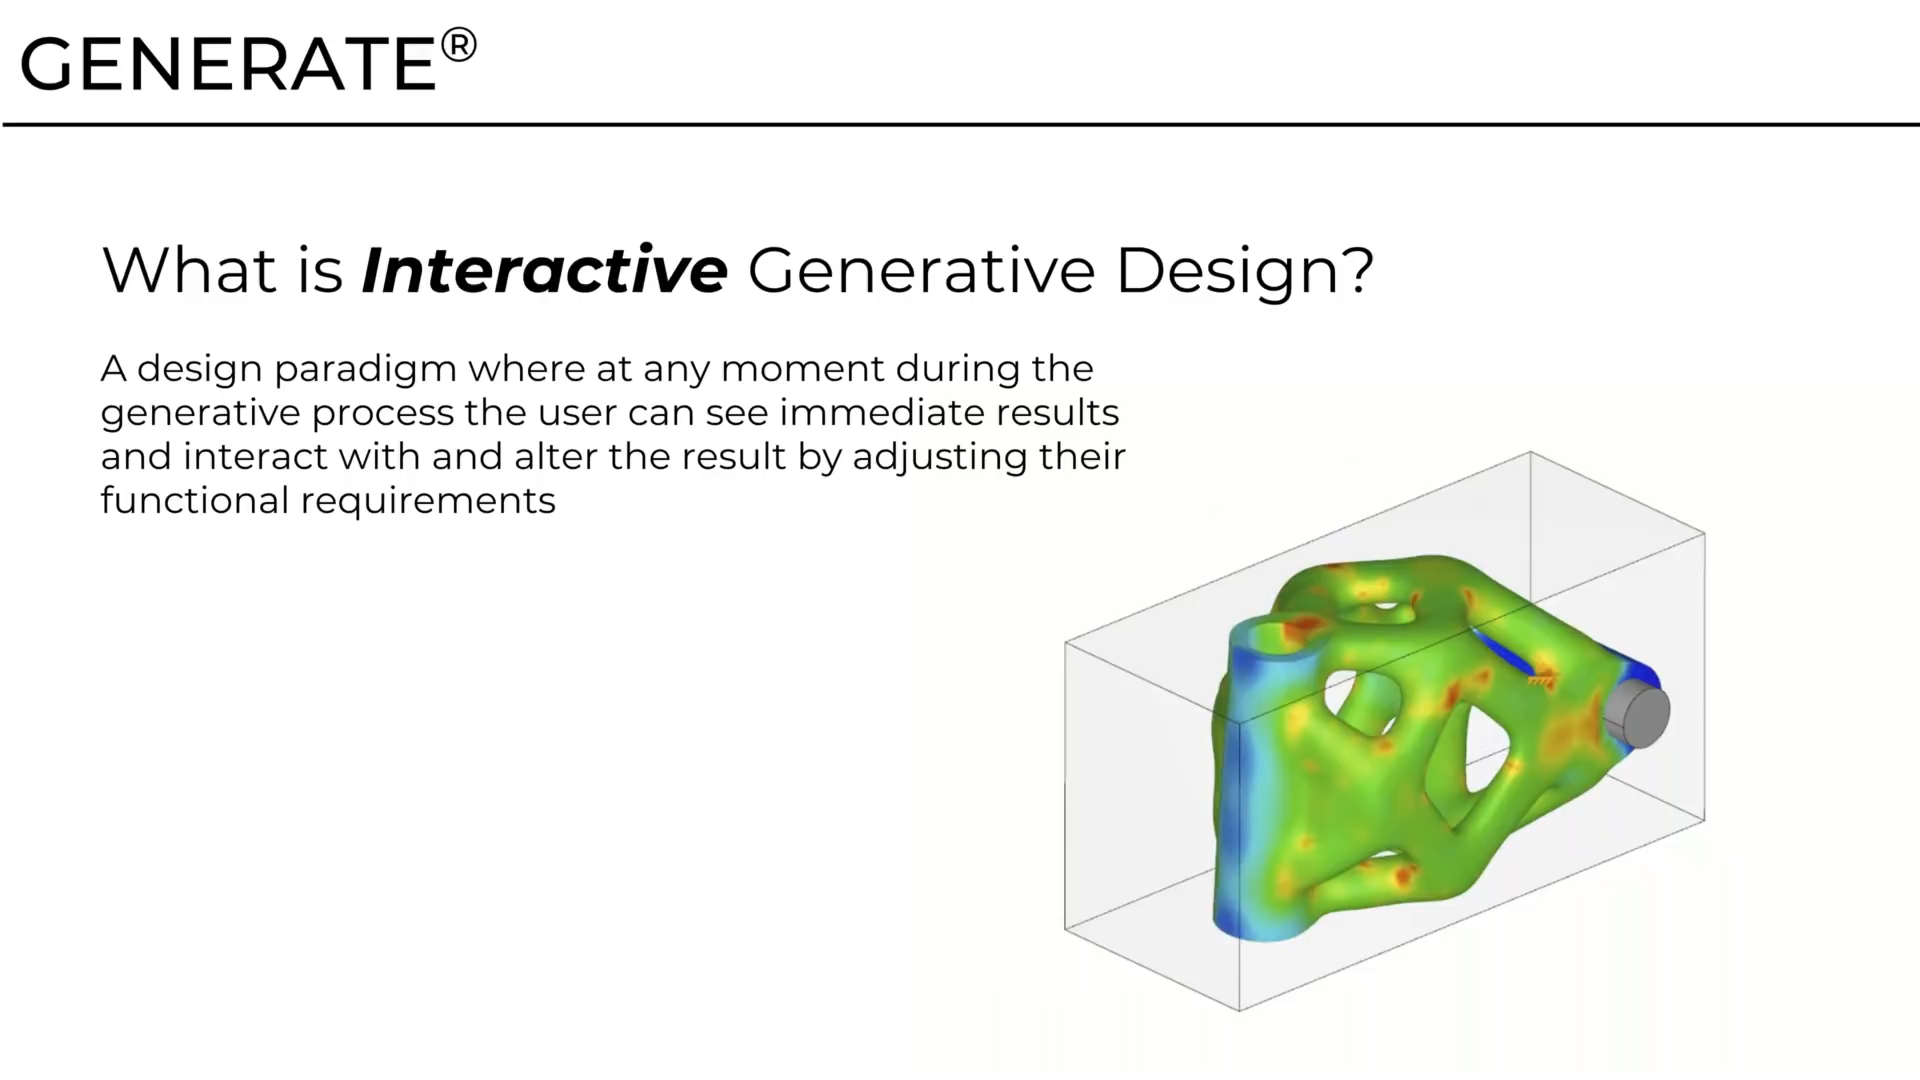 GENERATE®
What is Interactive Generative Design?
A design paradigm where at any moment during the
generative process the user can see immediate results
and interact with and alter the result by adjusting their
functional requirements